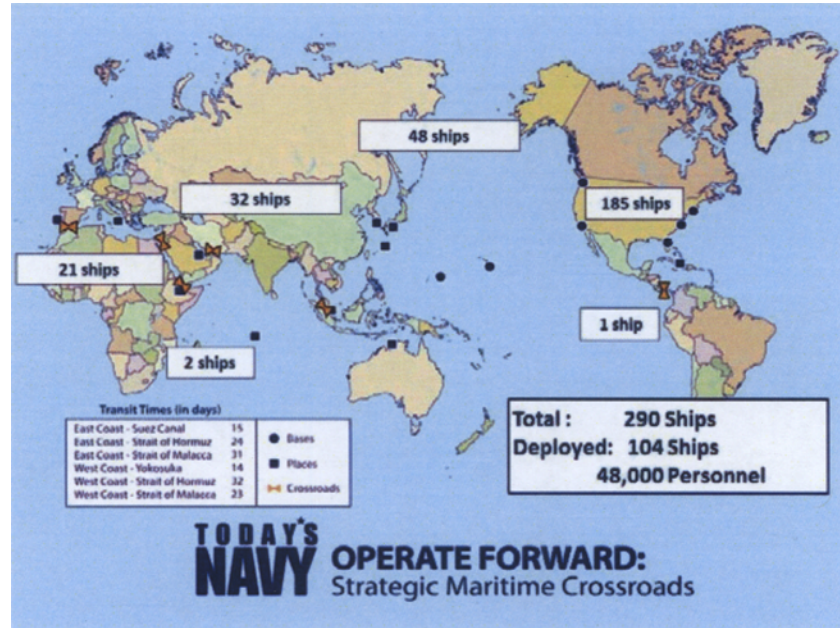 48 ships
32 ships
185 ships
21 ships
1 ship
2 ships
Transit Times (in days)
East Coast - Suez Canal 15
East Coast - Strait of Hormuz 24
East Coast - Strait of Malacca 31
West Coast - Yokosuka 14
West Coast - Strait of Hormuz 32
West Coast - Strait of Malacca 23
Bases
Places
Crossroads
Total : 290 Ships
Deployed: 104 Ships
48,000 Personnel
TODAY'S
NAVY
OPERATE FORWARD:
Strategic Maritime Crossroads